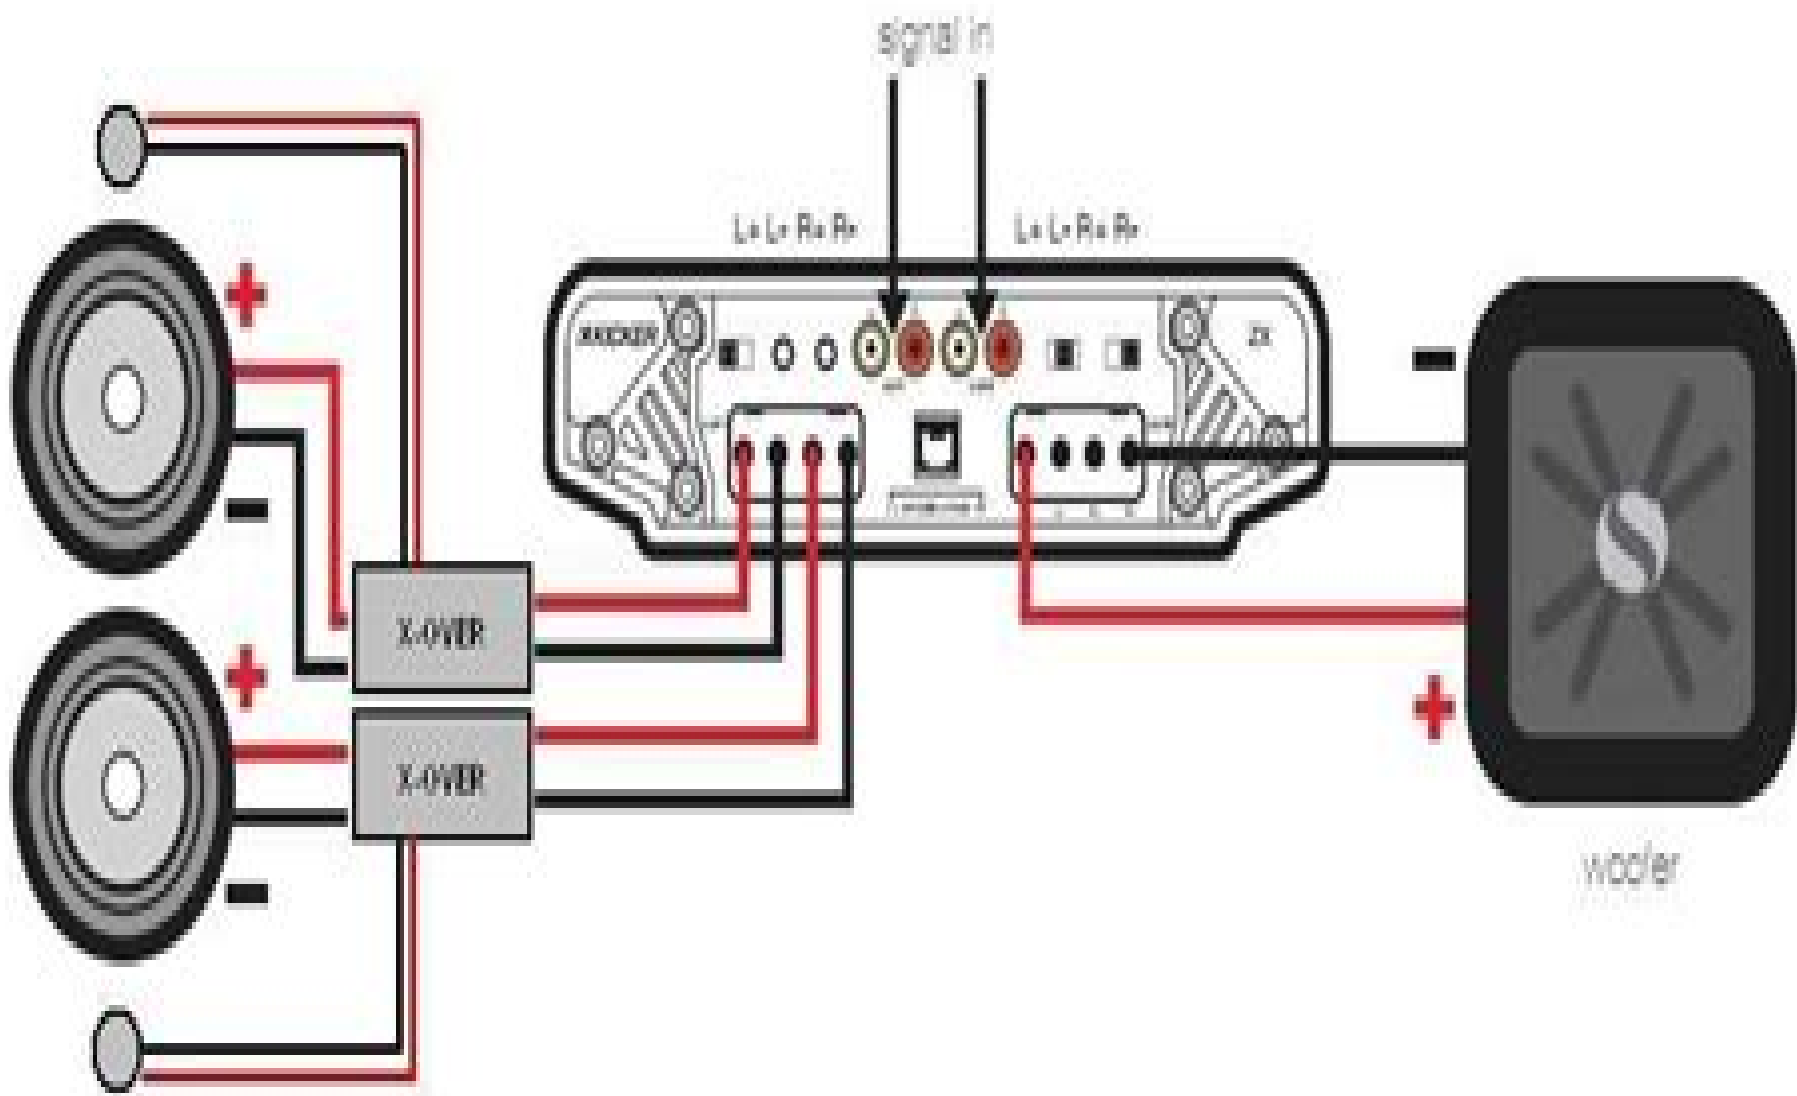 signal in
L+ L- R+ R-
L+ L- R+ R-
KICKER
ZX
X-OVER
X-OVER
woofer